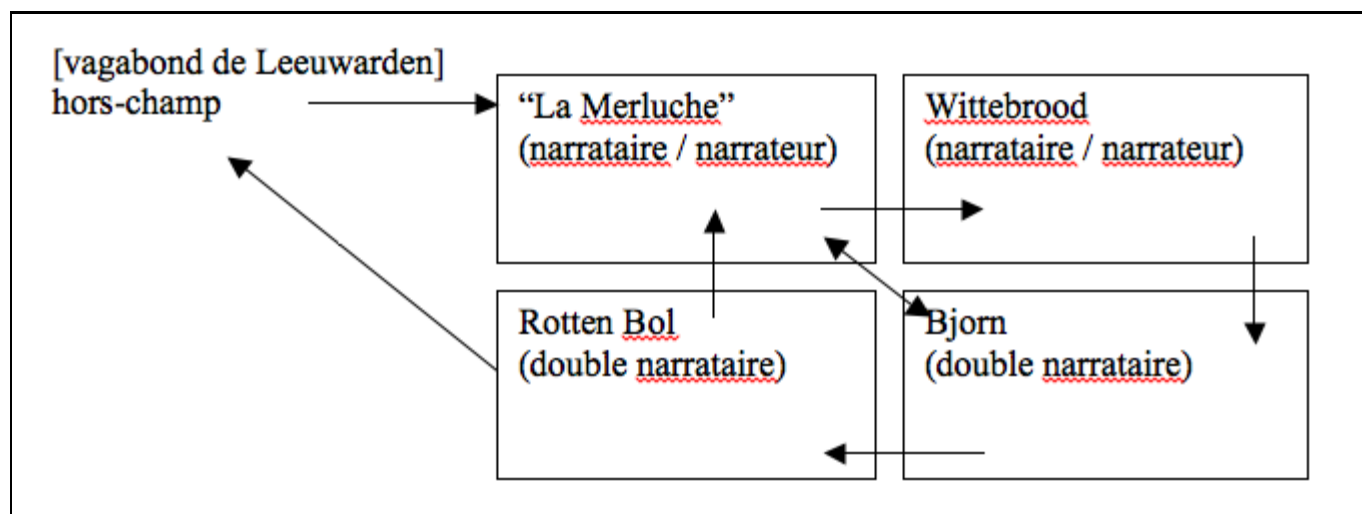 [vagabond de Leeuwarden]
hors-champ
“La Merluche”
(narrataire / narrateur)
Wittebrood
(narrataire / narrateur)
Rotten Bol
(double narrataire)
Bjorn
(double narrataire)